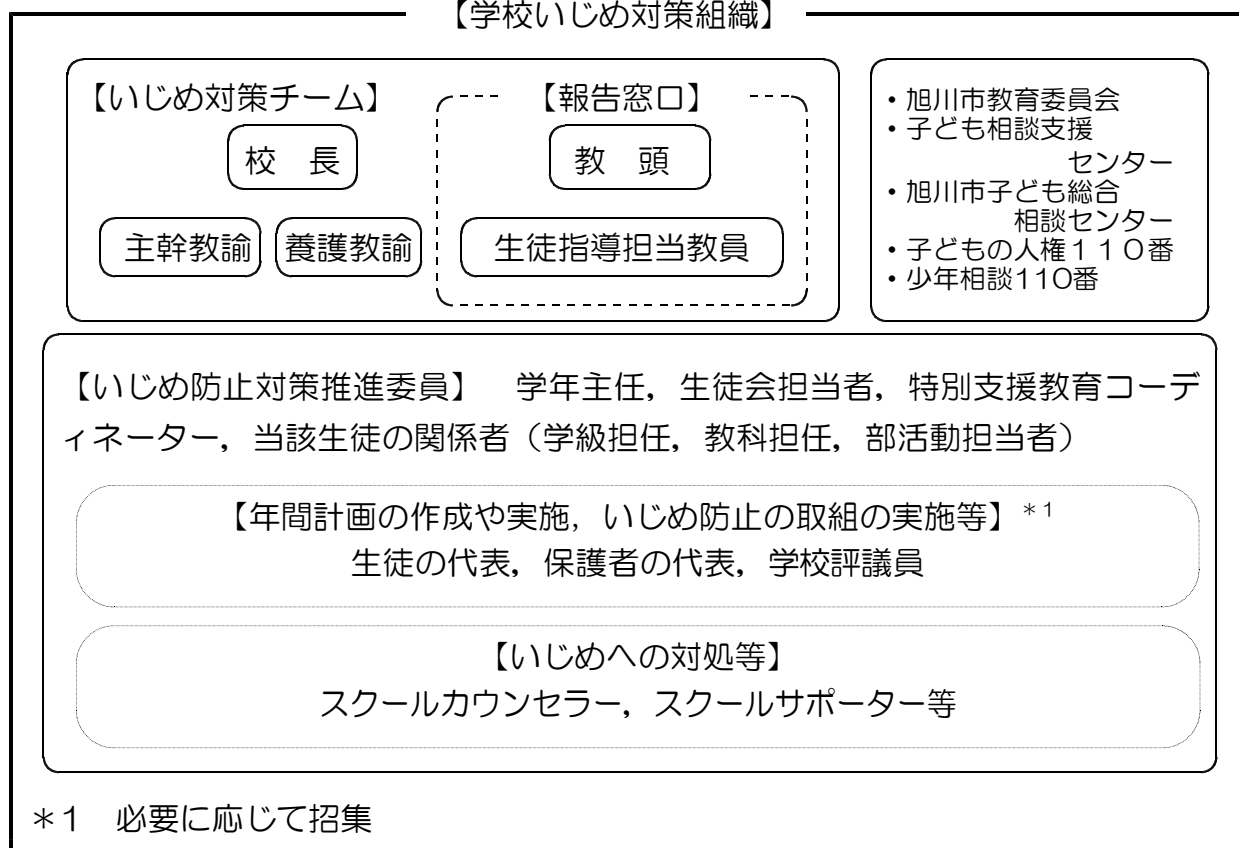 【学校いじめ対策組織】
【いじめ対策チーム】
校　長
主幹教諭
養護教諭
【報告窓口】
教　頭
生徒指導担当教員
・旭川市教育委員会
・子ども相談支援
センター
・旭川市子ども総合
相談センター
・子どもの人権１１０番
・少年相談110番
【いじめ防止対策推進委員】　学年主任，生徒会担当者，特別支援教育コーデ
ィネーター，当該生徒の関係者（学級担任，教科担任，部活動担当者）
【年間計画の作成や実施，いじめ防止の取組の実施等】＊１
生徒の代表，保護者の代表，学校評議員
【いじめへの対処等】
スクールカウンセラー，スクールサポーター等
＊１　必要に応じて招集